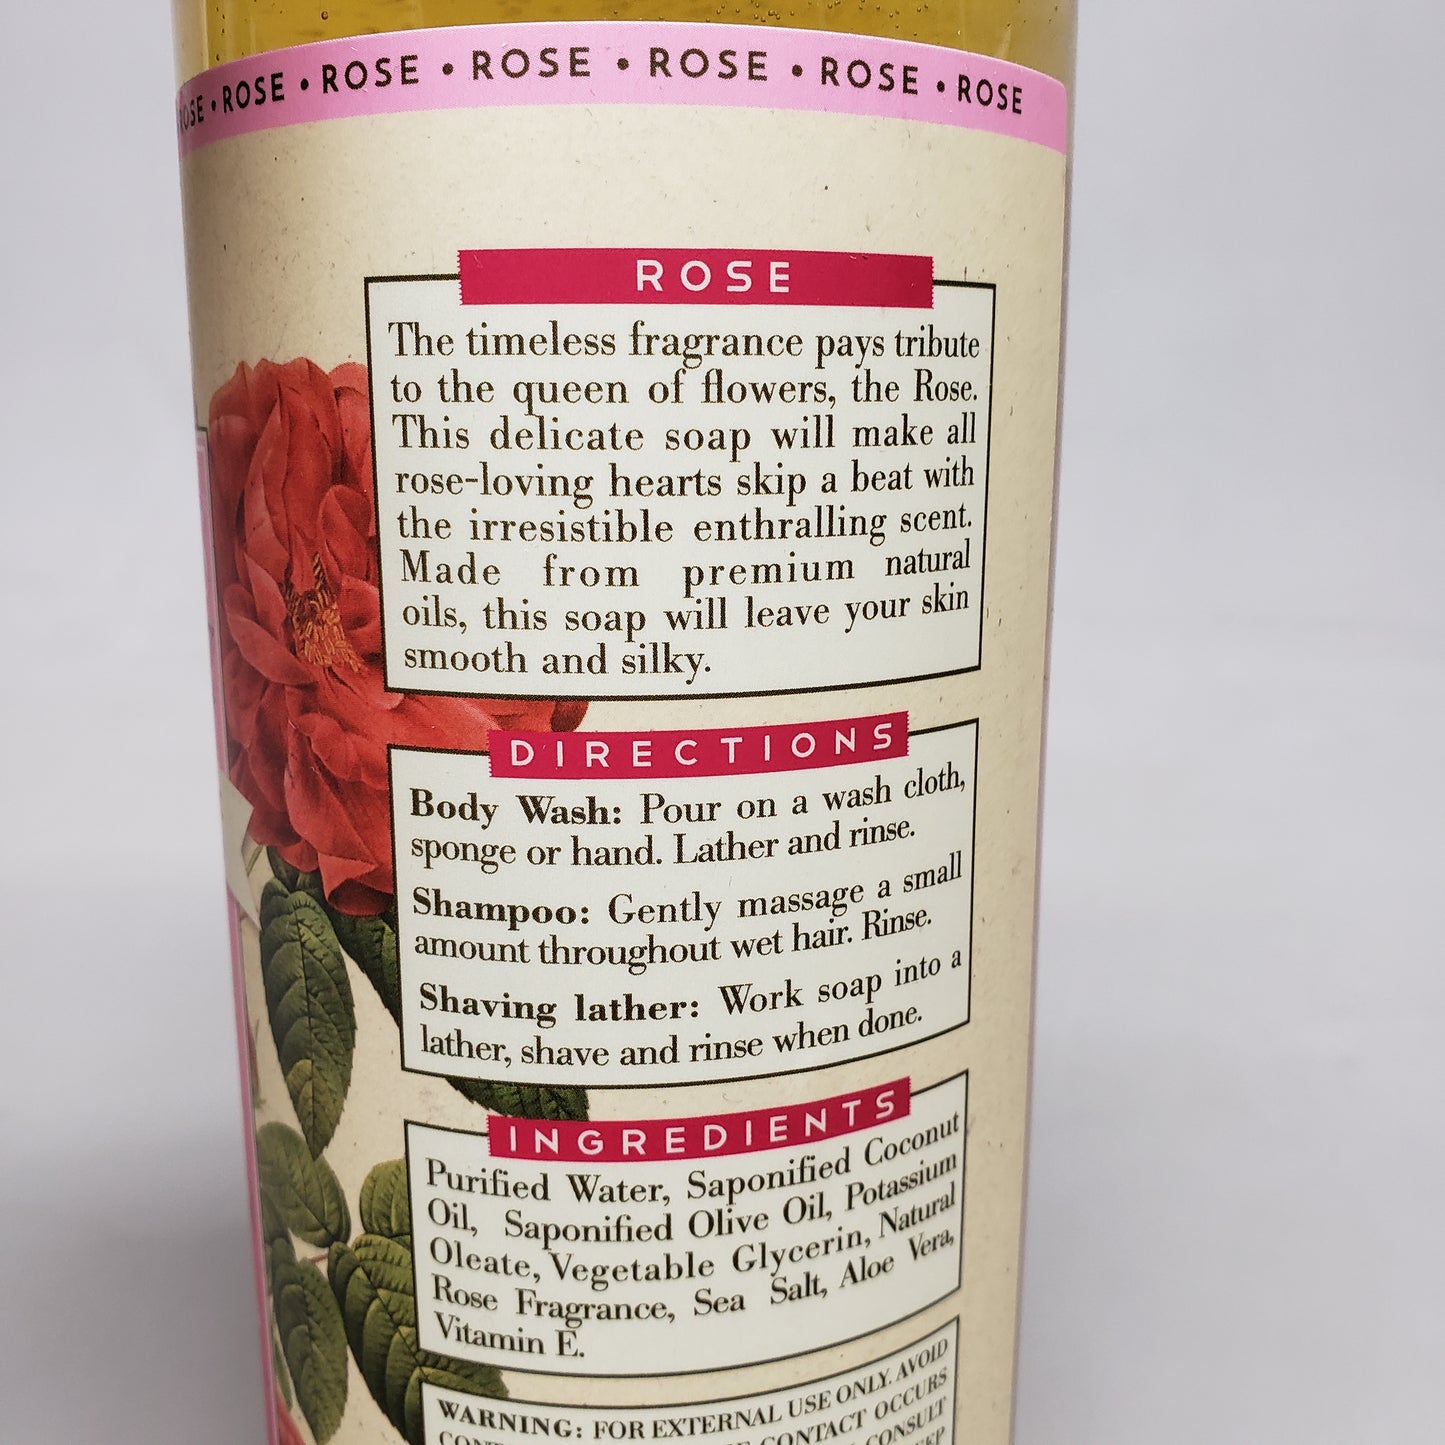 ROSE • ROSE • ROSE • ROSE • ROSE • ROSE • ROSE
ROSE
The timeless fragrance pays tribute
to the queen of flowers, the Rose.
This delicate soap will make all
rose-loving hearts skip a beat with
the irresistible enthralling scent.
Made from premium natural
oils, this soap will leave your skin
smooth and silky.
DIRECTIONS
Body Wash: Pour on a wash cloth,
sponge or hand. Lather and rinse.
Shampoo: Gently massage a small
amount throughout wet hair. Rinse.
Shaving lather: Work soap into a
lather, shave and rinse when done.
INGREDIENTS
Purified Water, Saponified Coconut
Oil, Saponified Olive Oil, Potassium
Oleate, Vegetable Glycerin, Natural
Rose Fragrance, Sea Salt, Aloe Vera,
Vitamin E.
WARNING: FOR EXTERNAL USE ONLY. AVOID
CONTACT OCCURS
CONSULT